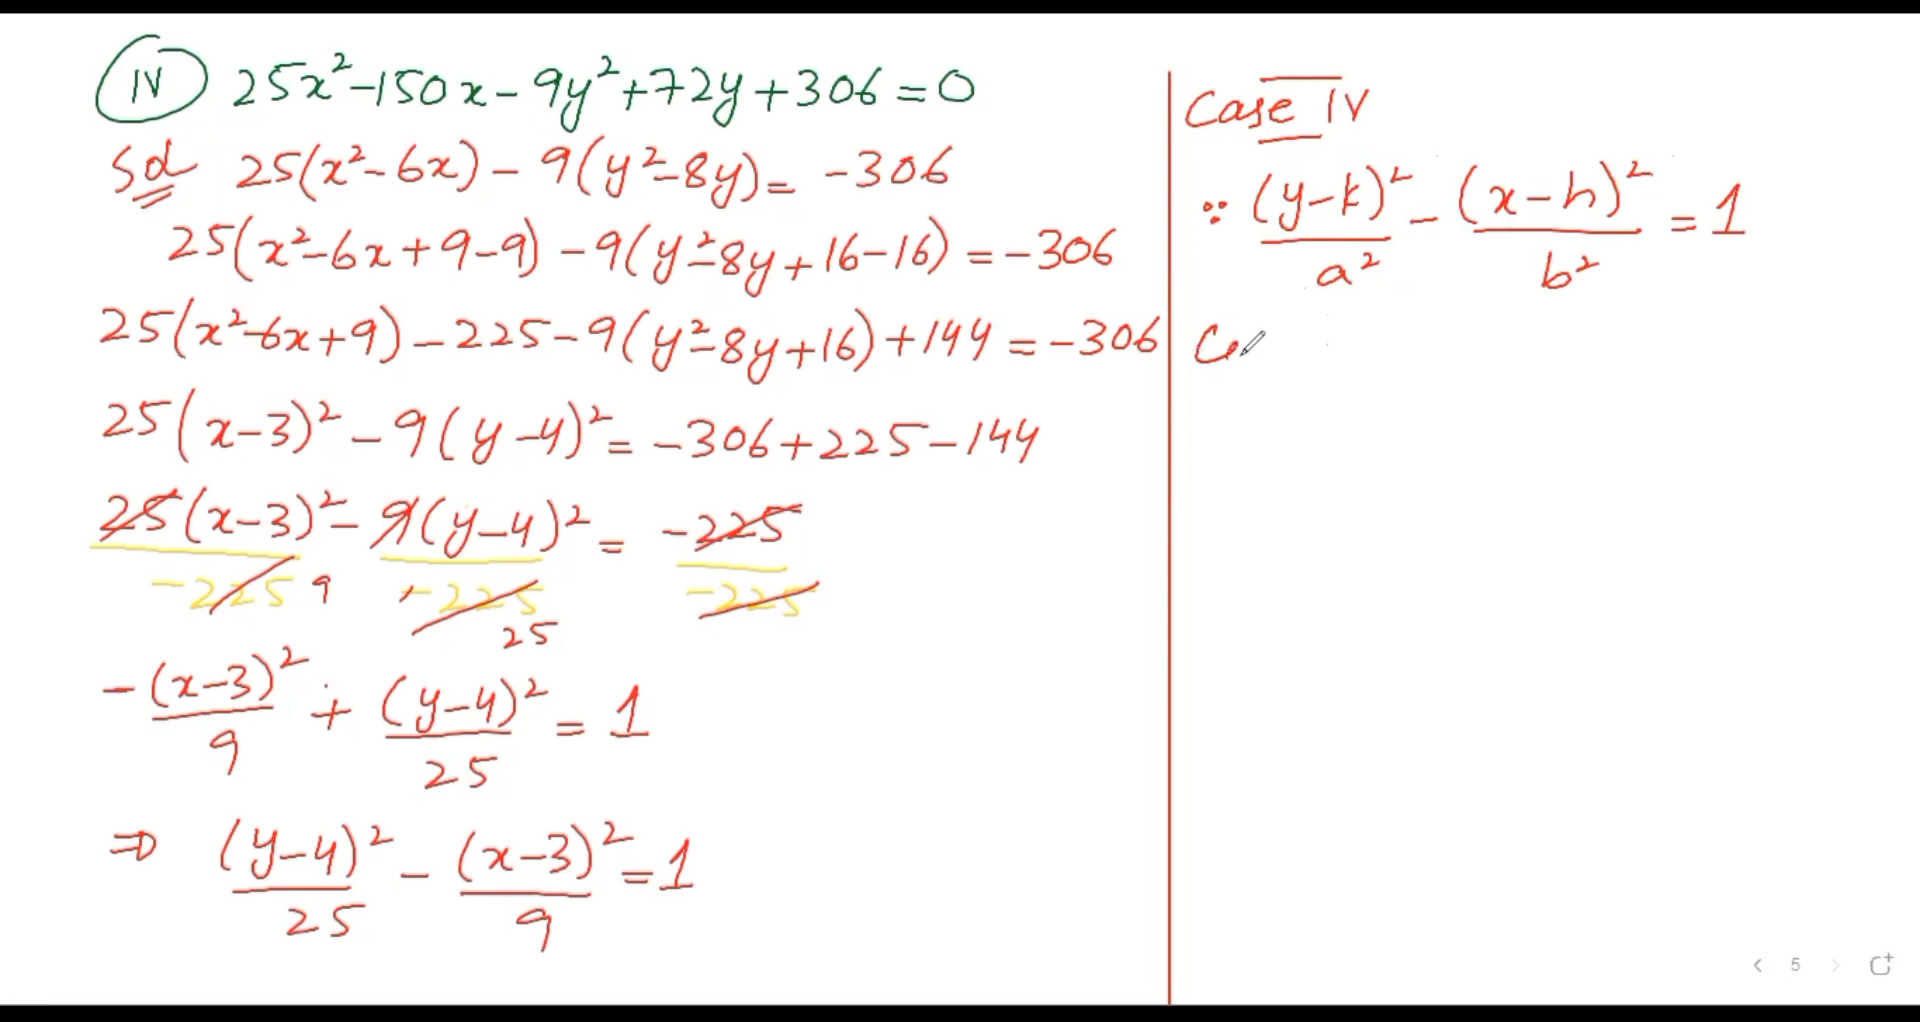 IV 25x²-150x-9y²+72y+306=0
Sol 25(x²-6x)-9(y²-8y)=-306
25(x²-6x+9-9)-9(y²-8y+16-16)=-306
25(x²-6x+9)-225-9(y²-8y+16)+144=-306
25(x-3)²-9(y-4)²=-306+225-144
25(x-3)²-9(y-4)²=-225
-225 9 -225 -225
25
-(x-3)²/9 + (y-4)²/25 = 1
⇒ (y-4)²/25 - (x-3)²/9 = 1
Case IV
∵ (y-k)²/a² - (x-h)²/b² = 1
Ce
5